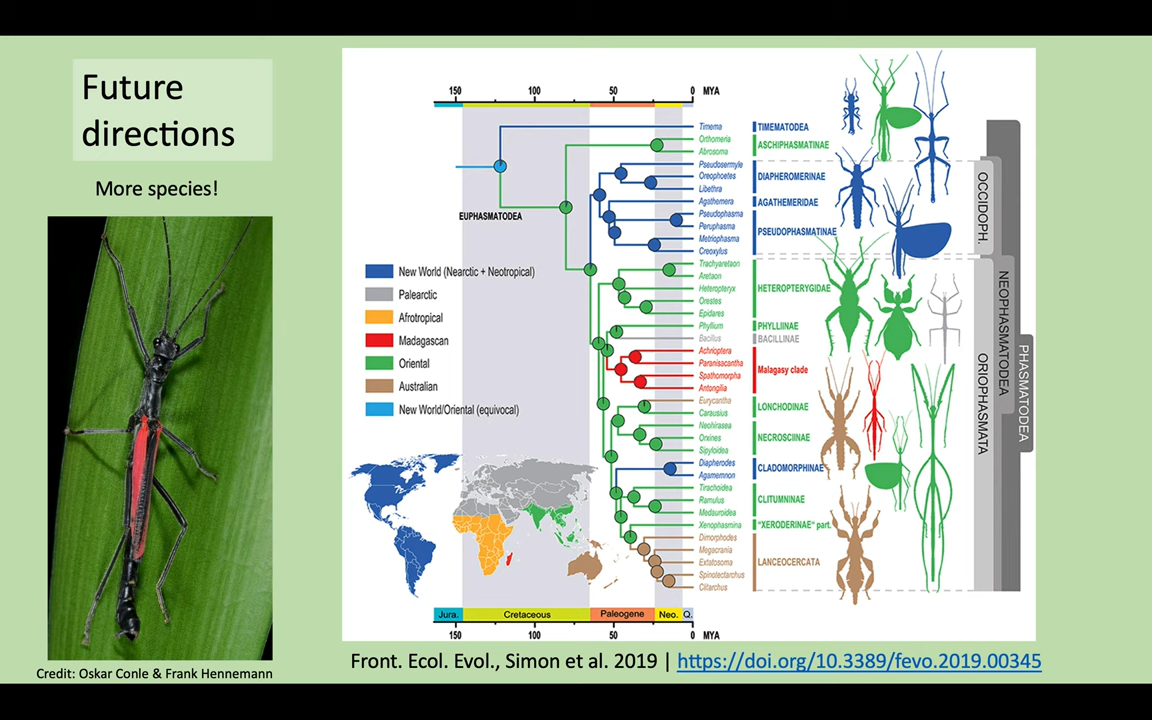 Future
directions
More species!
Credit: Oskar Conle & Frank Hennemann
150 100 50 0 MYA
EUPHASMATODEA
Timema
Orthomeria
Abrosoma
Pseudosermyle
Oreophoetes
Libethra
Agathemera
Pseudophasma
Peruphasma
Metriophasma
Creoxylus
Trachyaretaon
Aretaon
Heteropteryx
Orestes
Epidares
Phyllium
Bacillus
Achrioptera
Paranisacantha
Spathomorpha
Antongilia
Eurycantha
Carausius
Neohirasea
Orxines
Sipyloidea
Diapherodes
Agamemnon
Tirachoidea
Ramulus
Medauroidea
Xenophasmina
Dimorphodes
Megacrania
Extatosoma
Spinotectarchus
Clitarchus
TIMEMATODEA
ASCHIPHASMATINAE
DIAPHEROMERINAE
AGATHEMERIDAE
PSEUDOPHASMATINAE
HETEROPTERYGIDAE
PHYLLIINAE
BACILLINAE
Malagasy clade
LONCHODINAE
NECROSCIINAE
CLADOMORPHINAE
CLITUMNINAE
"XERODERINAE" part.
LANCEOCERCATA
OCCIDOPH.
ORIOPHASMATA
NEOPHASMATODEA
PHASMATODEA
New World (Nearctic + Neotropical)
Palearctic
Afrotropical
Madagascan
Oriental
Australian
New World/Oriental (equivocal)
Jura. Cretaceous Paleogene Neo. Q.
150 100 50 0 MYA
Front. Ecol. Evol., Simon et al. 2019 | https://doi.org/10.3389/fevo.2019.00345